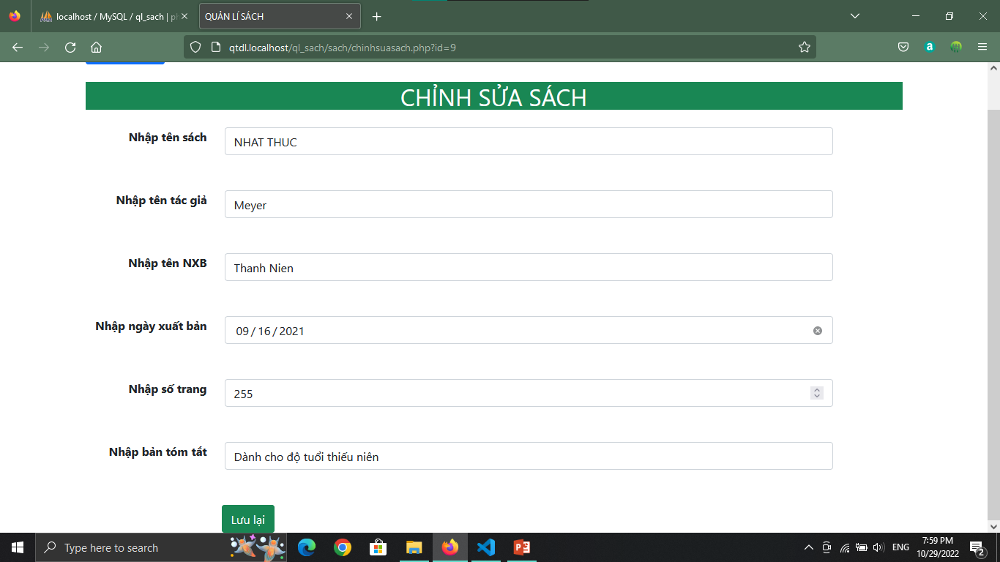 localhost / MySQL / ql_sach | ph
QUẢN LÍ SÁCH
qtdl.localhost/ql_sach/sach/chinhsuasach.php?id=9
CHỈNH SỬA SÁCH
Nhập tên sách
NHAT THUC
Nhập tên tác giả
Meyer
Nhập tên NXB
Thanh Nien
Nhập ngày xuất bản
09 / 16 / 2021
Nhập số trang
255
Nhập bản tóm tắt
Dành cho độ tuổi thiếu niên
Lưu lại
Type here to search
ENG
7:59 PM
10/29/2022
2